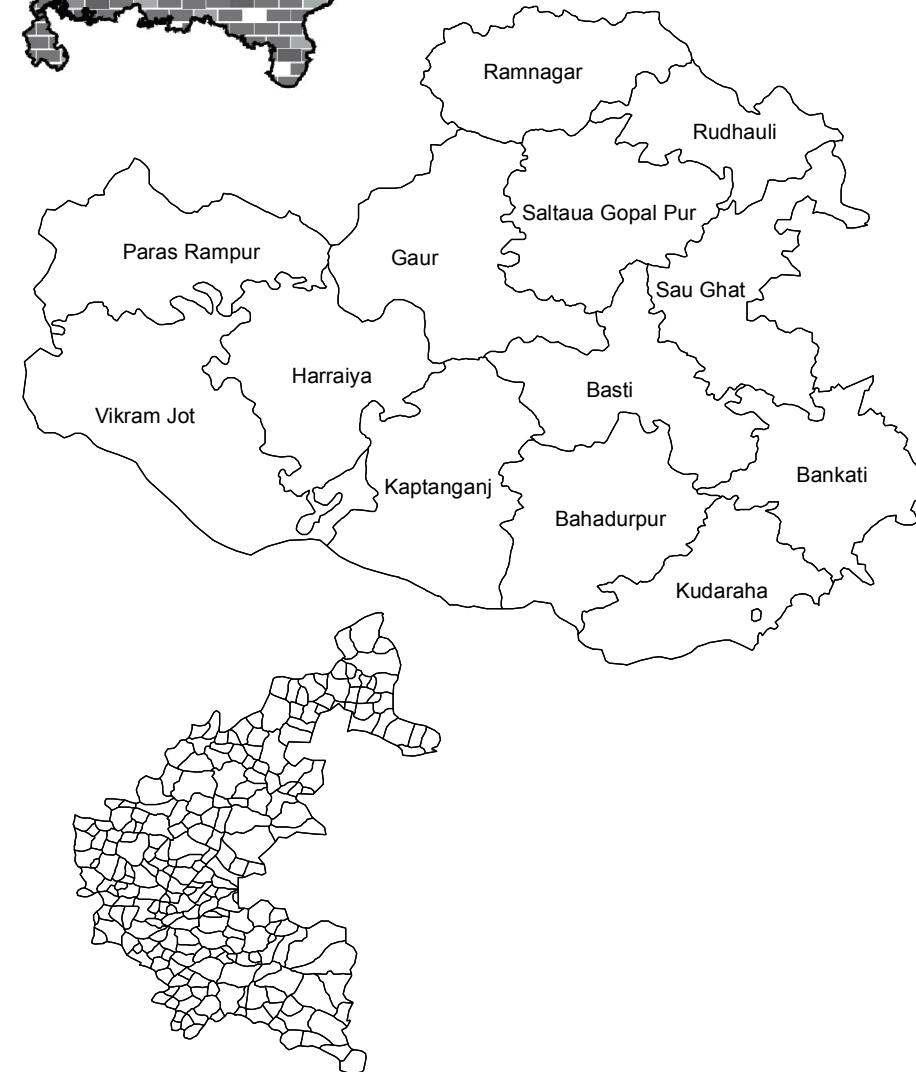 Ramnagar
Rudhauli
Saltaua Gopal Pur
Paras Rampur
Gaur
Sau Ghat
Harraiya
Basti
Vikram Jot
Bankati
Kaptanganj
Bahadurpur
Kudaraha